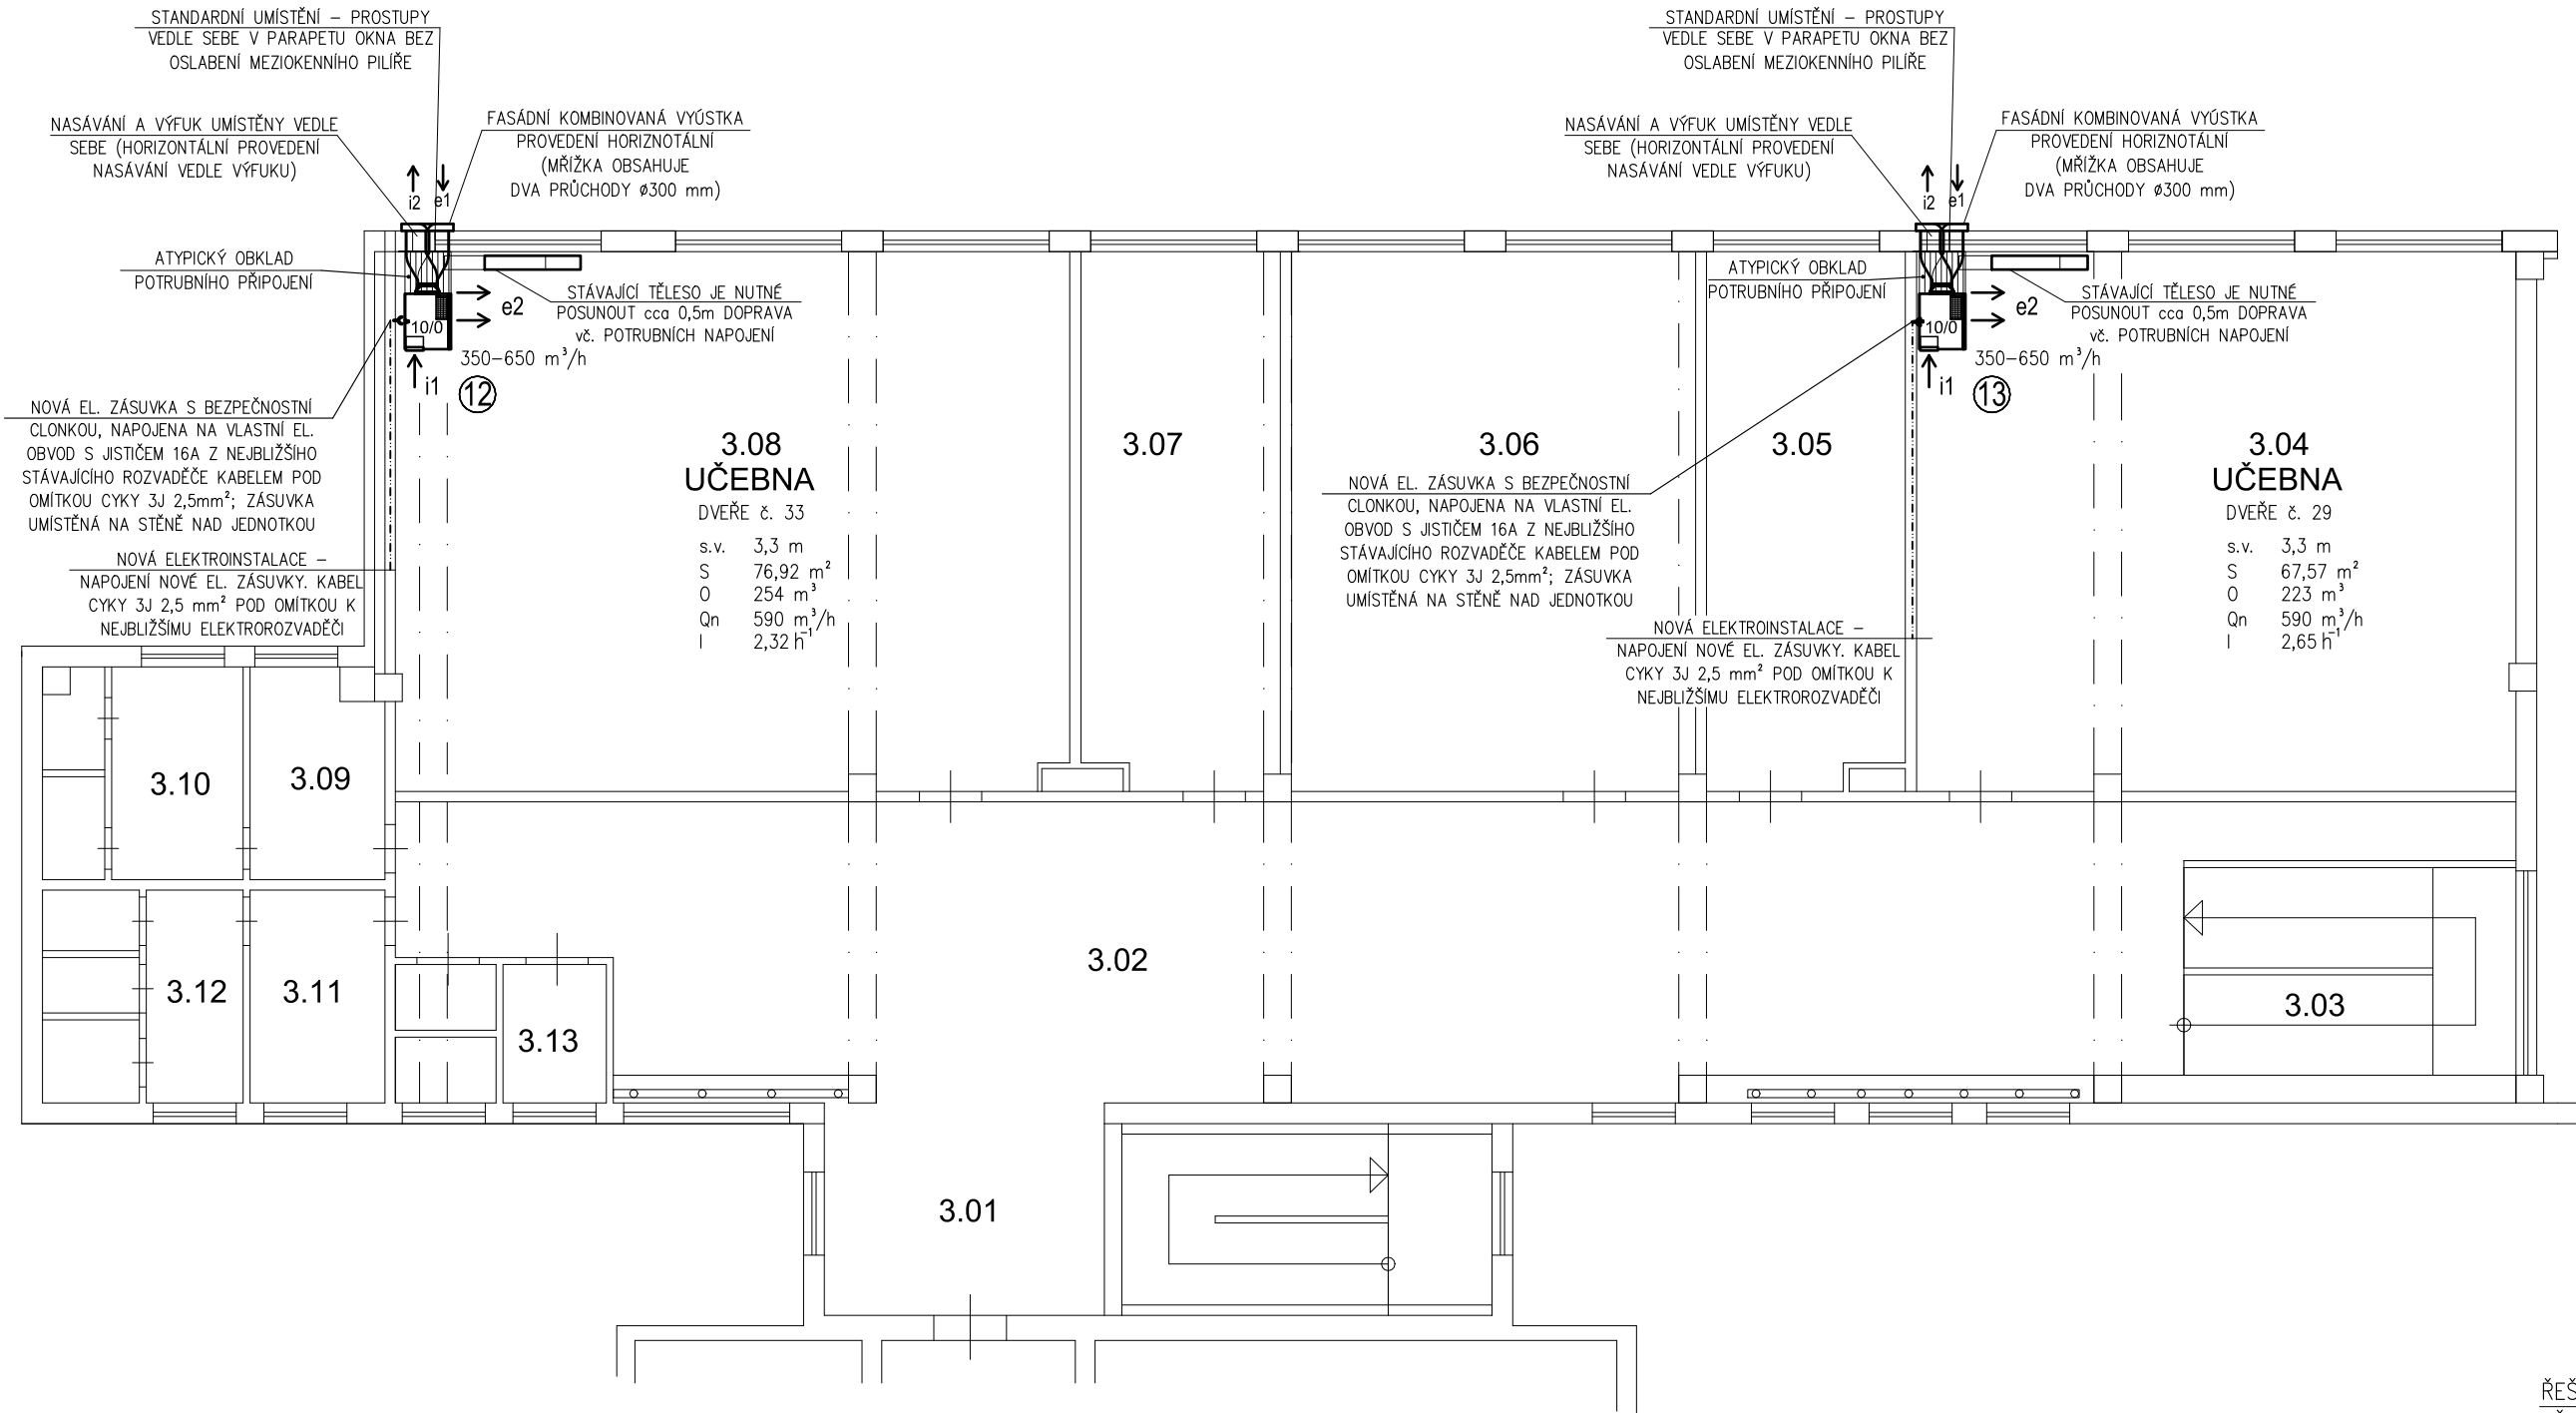 STANDARDNÍ UMÍSTĚNÍ – PROSTUPY
VEDLE SEBE V PARAPETU OKNA BEZ
OSLABENÍ MEZIOKENNÍHO PILÍŘE
NASÁVÁNÍ A VÝFUK UMÍSTĚNY VEDLE
SEBE (HORIZONTÁLNÍ PROVEDENÍ
NASÁVÁNÍ VEDLE VÝFUKU)
FASÁDNÍ KOMBINOVANÁ VYÚSTKA
PROVEDENÍ HORIZNOTÁLNÍ
(MŘÍŽKA OBSAHUJE
DVA PRŮCHODY ø300 mm)
i2 e1
ATYPICKÝ OBKLAD
POTRUBNÍHO PŘIPOJENÍ
STÁVAJÍCÍ TĚLESO JE NUTNÉ
POSUNOUT cca 0,5m DOPRAVA
vč. POTRUBNÍCH NAPOJENÍ
e2
10/0
350–650 m³/h
i1
12
NOVÁ EL. ZÁSUVKA S BEZPEČNOSTNÍ
CLONKOU, NAPOJENA NA VLASTNÍ EL.
OBVOD S JISTIČEM 16A Z NEJBLIŽŠÍHO
STÁVAJÍCÍHO ROZVADĚČE KABELEM POD
OMÍTKOU CYKY 3J 2,5mm²; ZÁSUVKA
UMÍSTĚNÁ NA STĚNĚ NAD JEDNOTKOU
NOVÁ ELEKTROINSTALACE –
NAPOJENÍ NOVÉ EL. ZÁSUVKY. KABEL
CYKY 3J 2,5 mm² POD OMÍTKOU K
NEJBLIŽŠÍMU ELEKTROROZVADĚČI
3.08
UČEBNA
DVEŘE č. 33
s.v. 3,3 m
S 76,92 m²
O 254 m³
Qn 590 m³/h
I 2,32 h⁻¹
3.07
3.06
3.05
STANDARDNÍ UMÍSTĚNÍ – PROSTUPY
VEDLE SEBE V PARAPETU OKNA BEZ
OSLABENÍ MEZIOKENNÍHO PILÍŘE
NASÁVÁNÍ A VÝFUK UMÍSTĚNY VEDLE
SEBE (HORIZONTÁLNÍ PROVEDENÍ
NASÁVÁNÍ VEDLE VÝFUKU)
FASÁDNÍ KOMBINOVANÁ VYÚSTKA
PROVEDENÍ HORIZNOTÁLNÍ
(MŘÍŽKA OBSAHUJE
DVA PRŮCHODY ø300 mm)
i2 e1
ATYPICKÝ OBKLAD
POTRUBNÍHO PŘIPOJENÍ
STÁVAJÍCÍ TĚLESO JE NUTNÉ
POSUNOUT cca 0,5m DOPRAVA
vč. POTRUBNÍCH NAPOJENÍ
e2
10/0
350–650 m³/h
i1
13
NOVÁ EL. ZÁSUVKA S BEZPEČNOSTNÍ
CLONKOU, NAPOJENA NA VLASTNÍ EL.
OBVOD S JISTIČEM 16A Z NEJBLIŽŠÍHO
STÁVAJÍCÍHO ROZVADĚČE KABELEM POD
OMÍTKOU CYKY 3J 2,5mm²; ZÁSUVKA
UMÍSTĚNÁ NA STĚNĚ NAD JEDNOTKOU
NOVÁ ELEKTROINSTALACE –
NAPOJENÍ NOVÉ EL. ZÁSUVKY. KABEL
CYKY 3J 2,5 mm² POD OMÍTKOU K
NEJBLIŽŠÍMU ELEKTROROZVADĚČI
3.04
UČEBNA
DVEŘE č. 29
s.v. 3,3 m
S 67,57 m²
O 223 m³
Qn 590 m³/h
I 2,65 h⁻¹
3.10
3.09
3.12
3.11
3.13
3.02
3.03
3.01